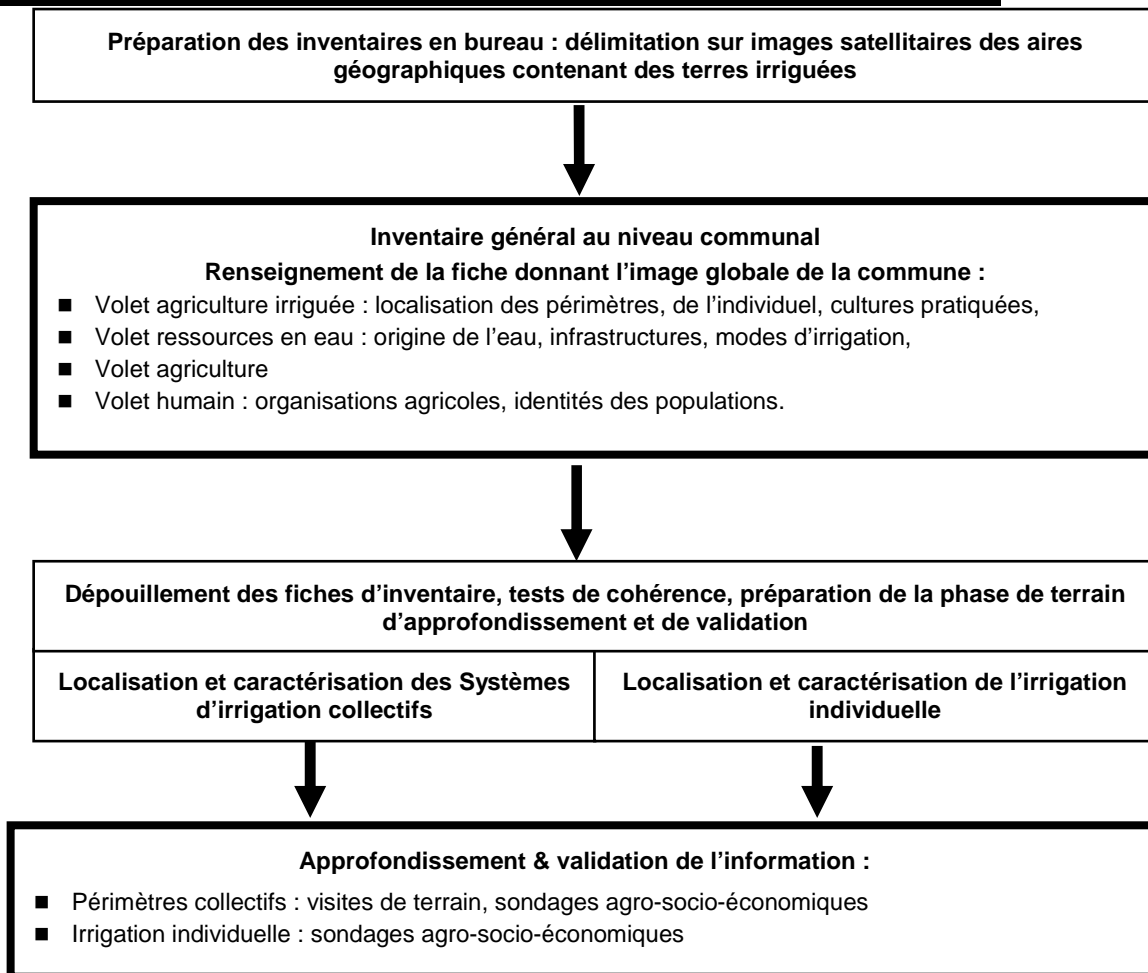 Préparation des inventaires en bureau : délimitation sur images satellitaires des aires
géographiques contenant des terres irriguées
Inventaire général au niveau communal
Renseignement de la fiche donnant l'image globale de la commune :
■ Volet agriculture irriguée : localisation des périmètres, de l'individuel, cultures pratiquées,
■ Volet ressources en eau : origine de l'eau, infrastructures, modes d'irrigation,
■ Volet agriculture
■ Volet humain : organisations agricoles, identités des populations.
Dépouillement des fiches d'inventaire, tests de cohérence, préparation de la phase de terrain
d'approfondissement et de validation
Localisation et caractérisation des Systèmes
d'irrigation collectifs
Localisation et caractérisation de l'irrigation
individuelle
Approfondissement & validation de l'information :
■ Périmètres collectifs : visites de terrain, sondages agro-socio-économiques
■ Irrigation individuelle : sondages agro-socio-économiques